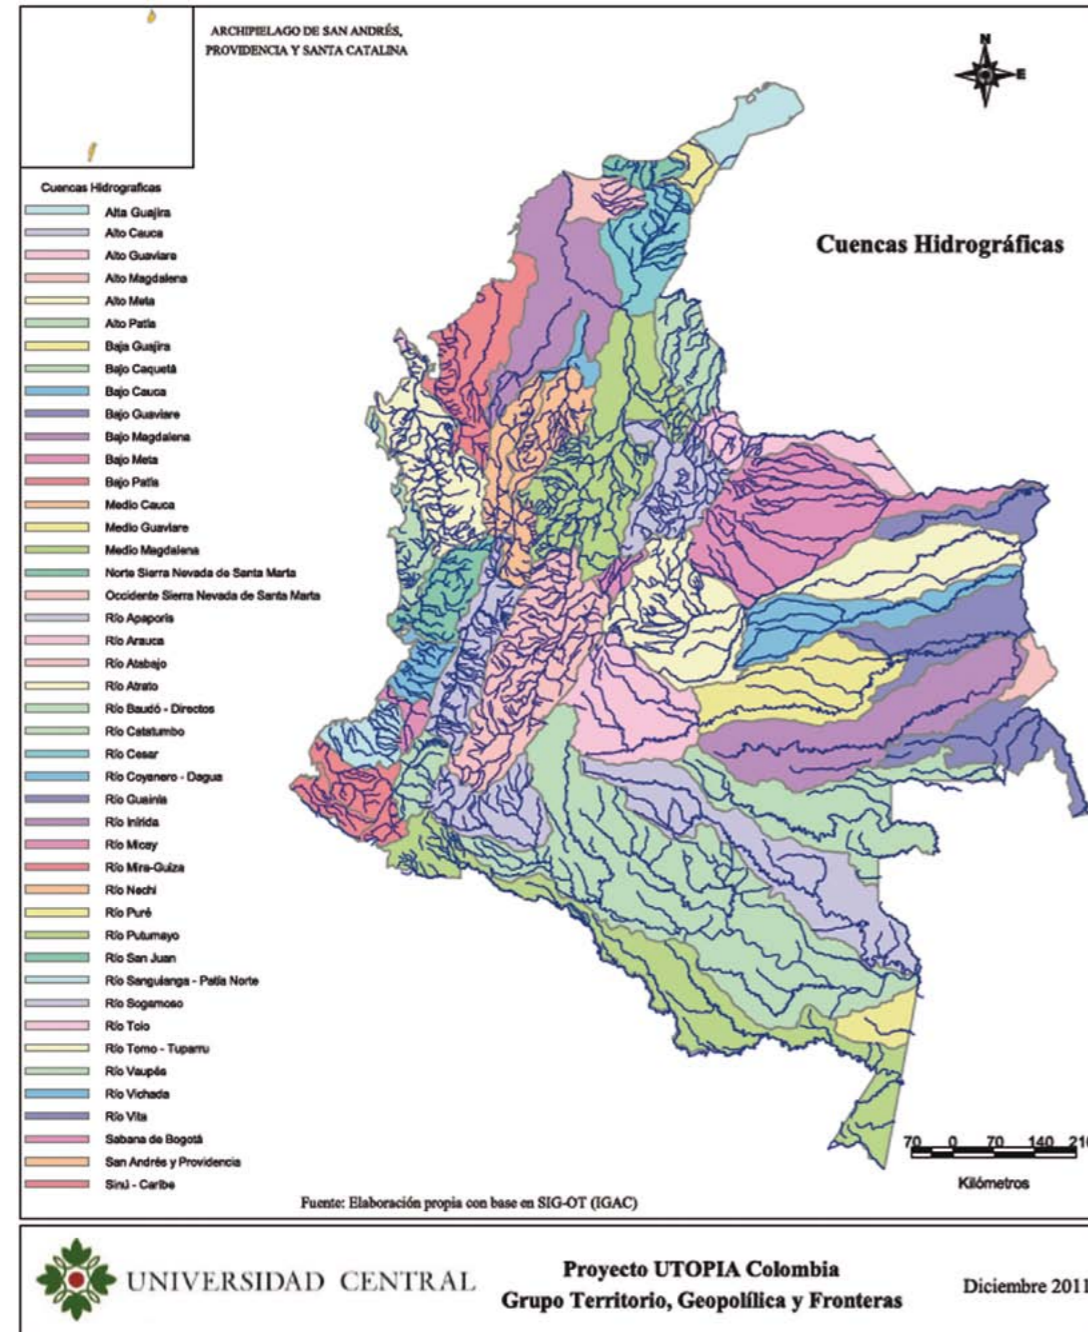 ARCHIPIELAGO DE SAN ANDRÉS,
PROVIDENCIA Y SANTA CATALINA
N
E
Cuencas Hidrográficas
Cuencas Hidrograficas
Alta Guajira
Alto Cauca
Alto Guaviare
Alto Magdalena
Alto Meta
Alto Patía
Baja Guajira
Bajo Caquetá
Bajo Cauca
Bajo Guaviare
Bajo Magdalena
Bajo Meta
Bajo Patía
Medio Cauca
Medio Guaviare
Medio Magdalena
Norte Sierra Nevada de Santa Marta
Occidente Sierra Nevada de Santa Marta
Río Apaporis
Río Arauca
Río Atabajo
Río Atrato
Río Baudó - Directos
Río Catatumbo
Río Cesar
Río Coyanero - Dagua
Río Guainía
Río Inírida
Río Micay
Río Mira-Guiza
Río Nechí
Río Puré
Río Putumayo
Río San Juan
Río Sanguianga - Patía Norte
Río Sogamoso
Río Tolo
Río Tomo - Tuparru
Río Vaupés
Río Vichada
Río Vita
Sabana de Bogotá
San Andrés y Providencia
Sinú - Caribe
70 0 70 140 210
Kilómetros
Fuente: Elaboración propia con base en SIG-OT (IGAC)
UNIVERSIDAD CENTRAL
Proyecto UTOPIA Colombia
Grupo Territorio, Geopolílica y Fronteras
Diciembre 2011